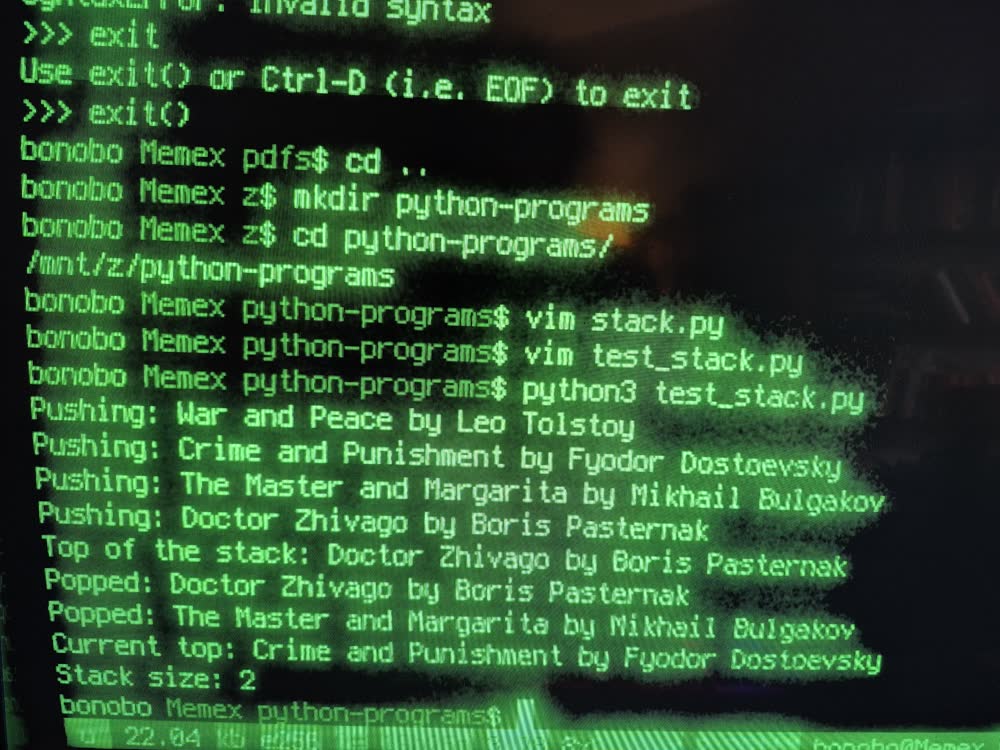 SyntaxError: invalid syntax
>>> exit
Use exit() or Ctrl-D (i.e. EOF) to exit
>>> exit()
bonobo Memex pdfs$ cd ..
bonobo Memex z$ mkdir python-programs
bonobo Memex z$ cd python-programs/
/mnt/z/python-programs
bonobo Memex python-programs$ vim stack.py
bonobo Memex python-programs$ vim test_stack.py
bonobo Memex python-programs$ python3 test_stack.py
Pushing: War and Peace by Leo Tolstoy
Pushing: Crime and Punishment by Fyodor Dostoevsky
Pushing: The Master and Margarita by Mikhail Bulgakov
Pushing: Doctor Zhivago by Boris Pasternak
Top of the stack: Doctor Zhivago by Boris Pasternak
Popped: Doctor Zhivago by Boris Pasternak
Popped: The Master and Margarita by Mikhail Bulgakov
Current top: Crime and Punishment by Fyodor Dostoevsky
Stack size: 2
bonobo Memex python-programs$
22.04 bonobo@Memex